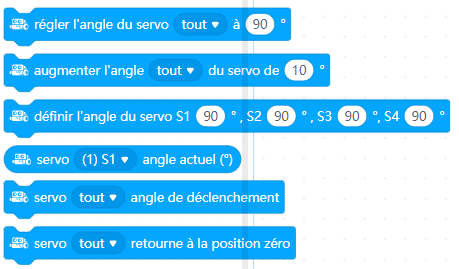 régler l'angle du servo tout à 90 °
augmenter l'angle tout du servo de 10 °
définir l'angle du servo S1 90 ° , S2 90 ° , S3 90 ° , S4 90 °
servo (1) S1 angle actuel (°)
servo tout angle de déclenchement
servo tout retourne à la position zéro